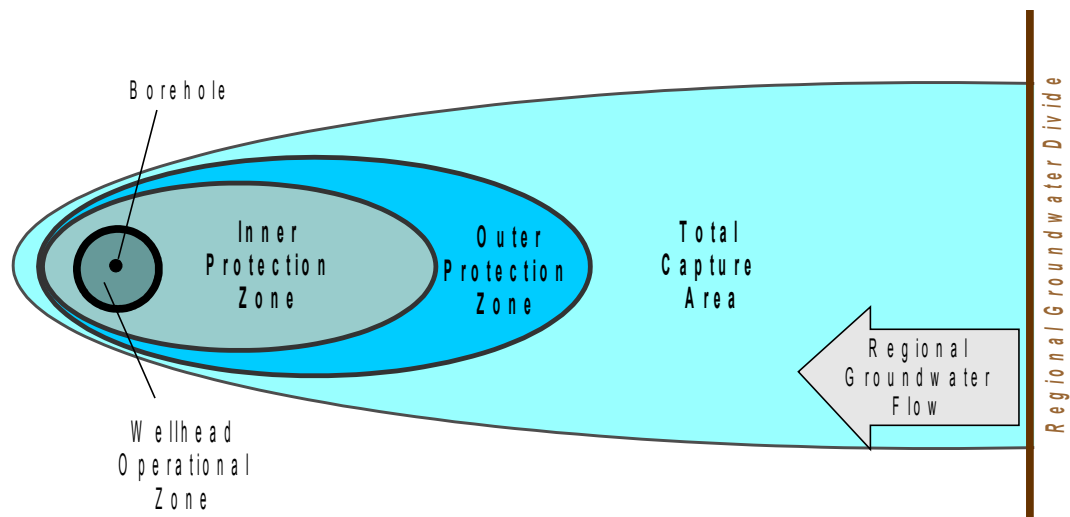 Borehole
Inner
Protection
Zone
Outer
Protection
Zone
Total
Capture
Area
Regional
Groundwater
Flow
Wellhead
Operational
Zone
Regional Groundwater Divide